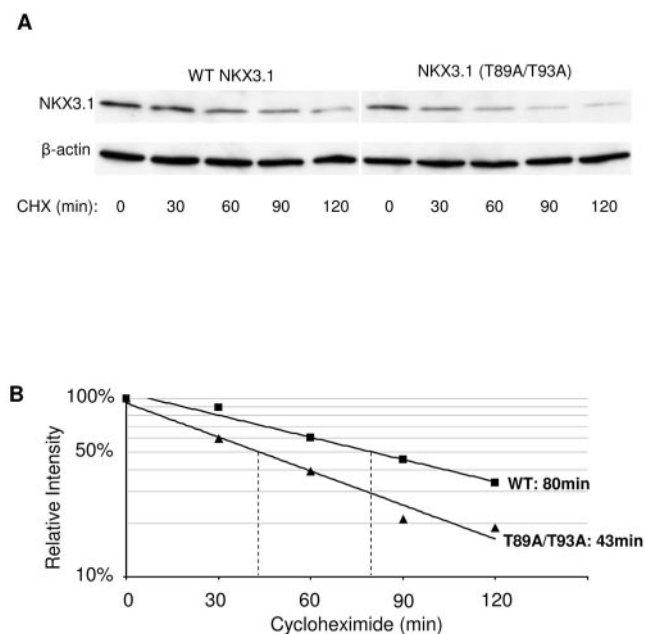 A
WT NKX3.1
NKX3.1 (T89A/T93A)
NKX3.1
β-actin
CHX (min): 0 30 60 90 120 0 30 60 90 120
B
Relative Intensity
100%
50%
10%
WT: 80min
T89A/T93A: 43min
0 30 60 90 120
Cycloheximide (min)